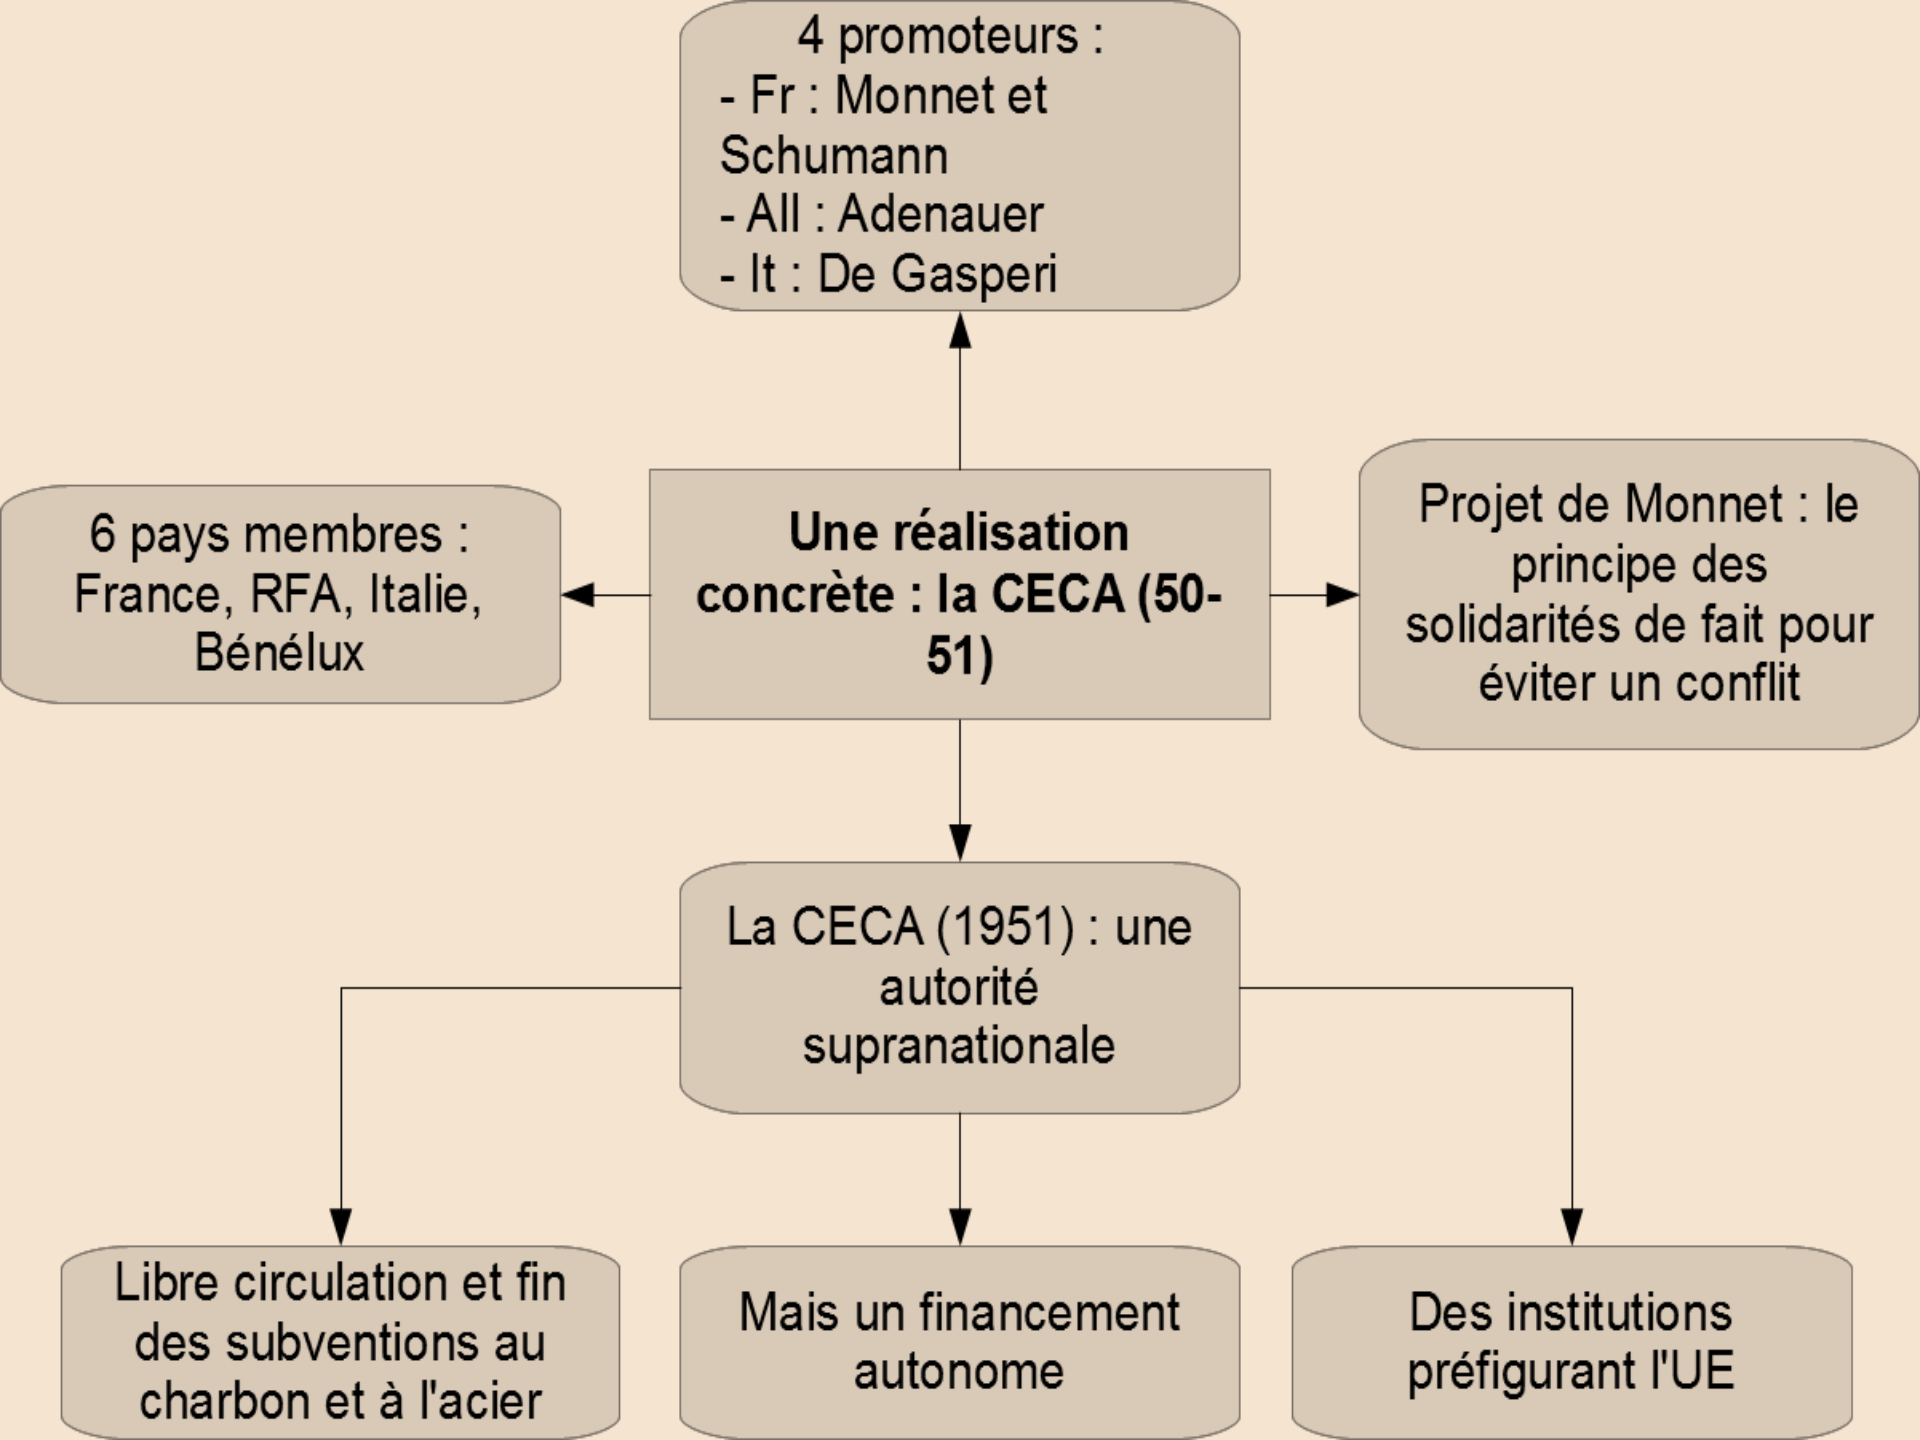 4 promoteurs :
- Fr : Monnet et
Schumann
- All : Adenauer
- It : De Gasperi
6 pays membres :
France, RFA, Italie,
Bénélux
Une réalisation
concrète : la CECA (50-
51)
Projet de Monnet : le
principe des
solidarités de fait pour
éviter un conflit
La CECA (1951) : une
autorité
supranationale
Libre circulation et fin
des subventions au
charbon et à l'acier
Mais un financement
autonome
Des institutions
préfigurant l'UE